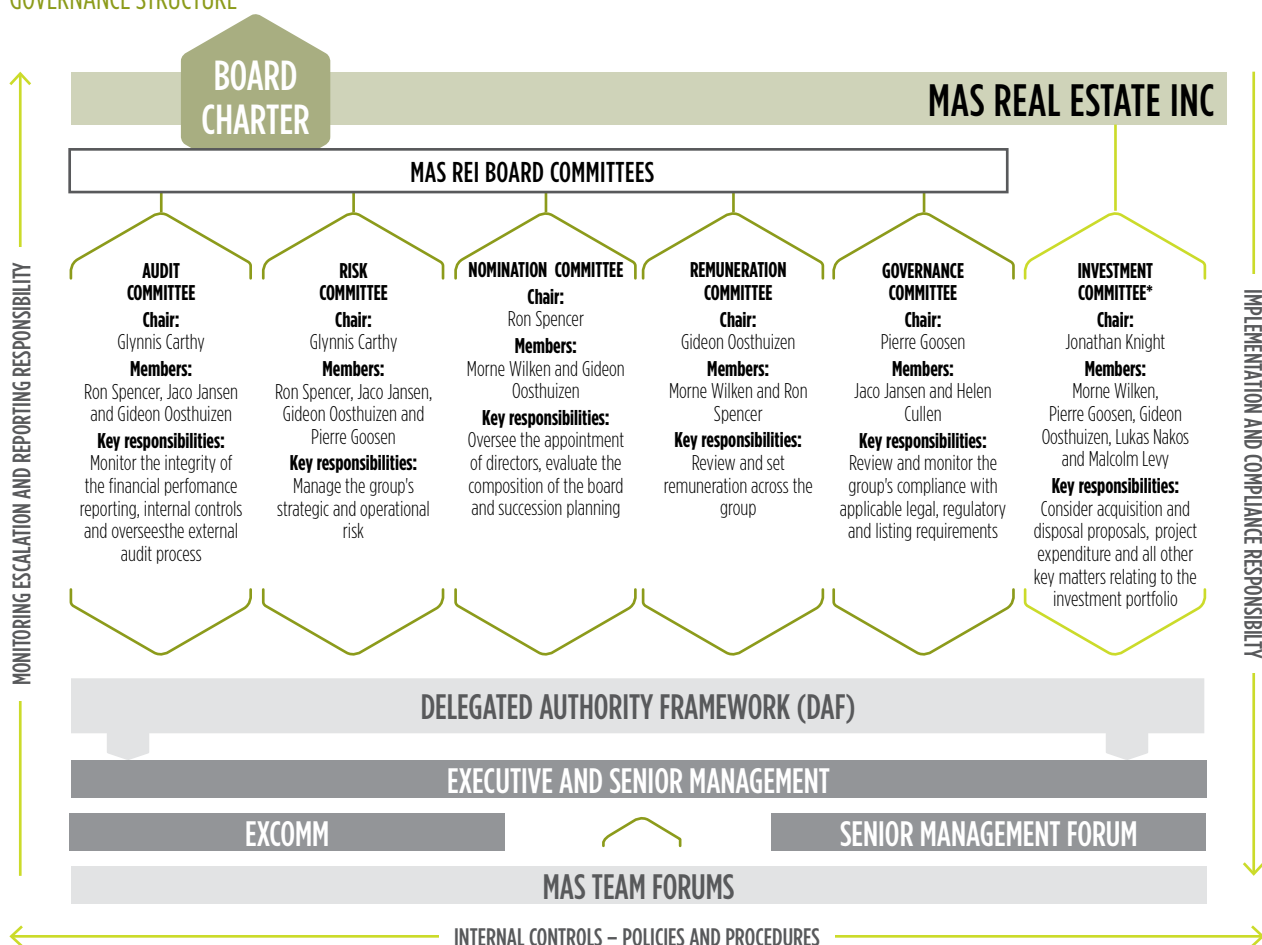 GOVERNANCE STRUCTURE
BOARD
CHARTER
MAS REAL ESTATE INC
MAS REI BOARD COMMITTEES
AUDIT
COMMITTEE
Chair:
Glynnis Carthy
Members:
Ron Spencer, Jaco Jansen
and Gideon Oosthuizen
Key responsibilities:
Monitor the integrity of
the financial perfomance
reporting, internal controls
and overseesthe external
audit process
RISK
COMMITTEE
Chair:
Glynnis Carthy
Members:
Ron Spencer, Jaco Jansen,
Gideon Oosthuizen and
Pierre Goosen
Key responsibilities:
Manage the group's
strategic and operational
risk
NOMINATION COMMITTEE
Chair:
Ron Spencer
Members:
Morne Wilken and Gideon
Oosthuizen
Key responsibilities:
Oversee the appointment
of directors, evaluate the
composition of the board
and succession planning
REMUNERATION
COMMITTEE
Chair:
Gideon Oosthuizen
Members:
Morne Wilken and Ron
Spencer
Key responsibilities:
Review and set
remuneration across the
group
GOVERNANCE
COMMITTEE
Chair:
Pierre Goosen
Members:
Jaco Jansen and Helen
Cullen
Key responsibilities:
Review and monitor the
group's compliance with
applicable legal, regulatory
and listing requirements
INVESTMENT
COMMITTEE*
Chair:
Jonathan Knight
Members:
Morne Wilken,
Pierre Goosen, Gideon
Oosthuizen, Lukas Nakos
and Malcolm Levy
Key responsibilities:
Consider acquisition and
disposal proposals, project
expenditure and all other
key matters relating to the
investment portfolio
MONITORING ESCALATION AND REPORTING RESPONSIBILITY
IMPLEMENTATION AND COMPLIANCE RESPONSIBILTY
DELEGATED AUTHORITY FRAMEWORK (DAF)
EXECUTIVE AND SENIOR MANAGEMENT
EXCOMM
SENIOR MANAGEMENT FORUM
MAS TEAM FORUMS
INTERNAL CONTROLS – POLICIES AND PROCEDURES